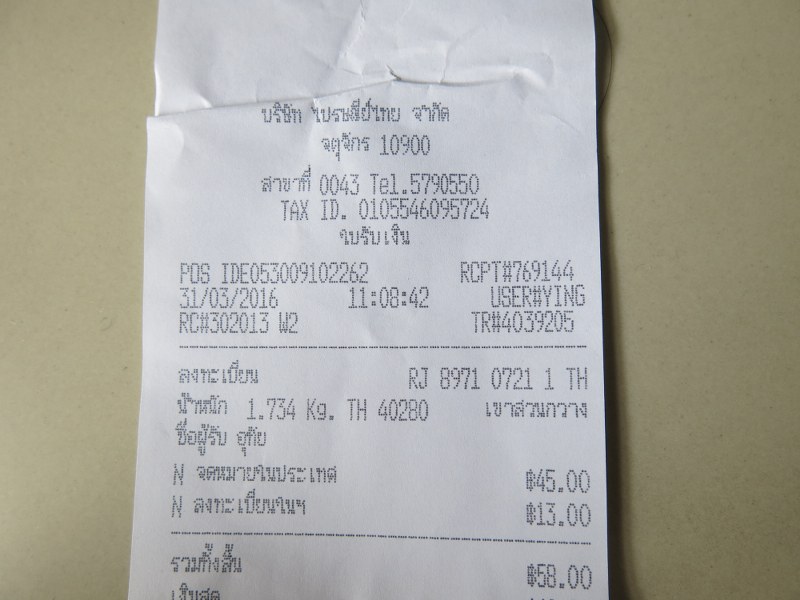 บริษัท ไปรษณีย์ไทย จำกัด
จตุจักร 10900
สาขาที่ 0043 Tel.5790550
TAX ID. 0105546095724
ใบรับเงิน
POS IDE053009102262 RCPT#769144
31/03/2016 11:08:42 USER#YING
RC#302013 W2 TR#4039205
ลงทะเบียน RJ 8971 0721 1 TH
น้ำหนัก 1.734 Kg. TH 40280 เขาสวนกวาง
ชื่อผู้รับ อุทัย
N จดหมายในประเทศ ฿45.00
N ลงทะเบียนในฯ ฿13.00
รวมทั้งสิ้น ฿58.00
เงินสด